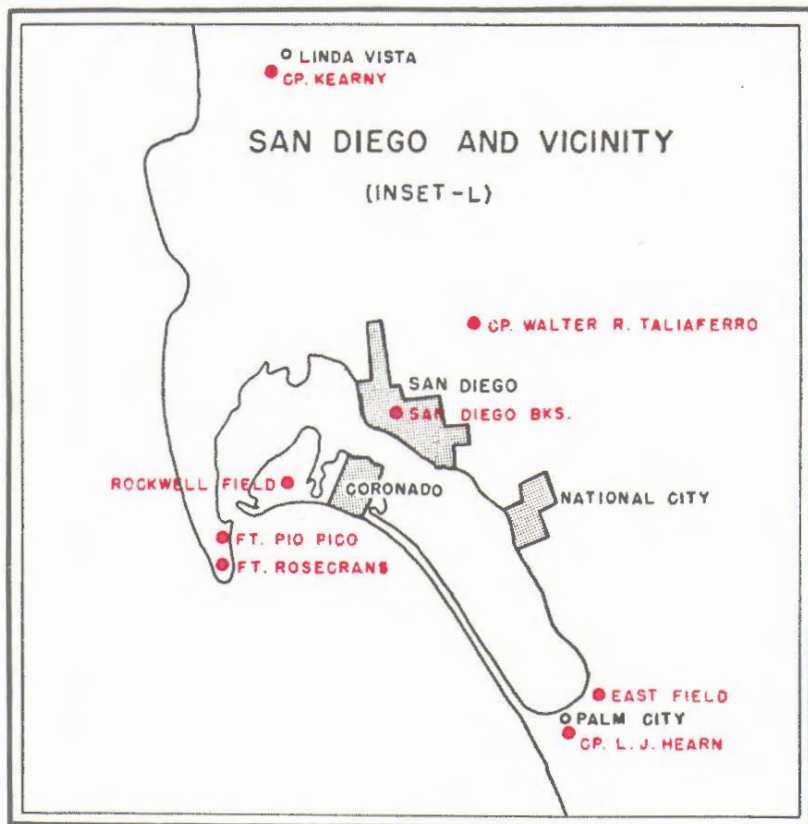 LINDA VISTA
CP. KEARNY
SAN DIEGO AND VICINITY
(INSET-L)
CP. WALTER R. TALIAFERRO
SAN DIEGO
SAN DIEGO BKS.
ROCKWELL FIELD
CORONADO
NATIONAL CITY
FT. PIO PICO
FT. ROSECRANS
EAST FIELD
PALM CITY
CP. L. J. HEARN